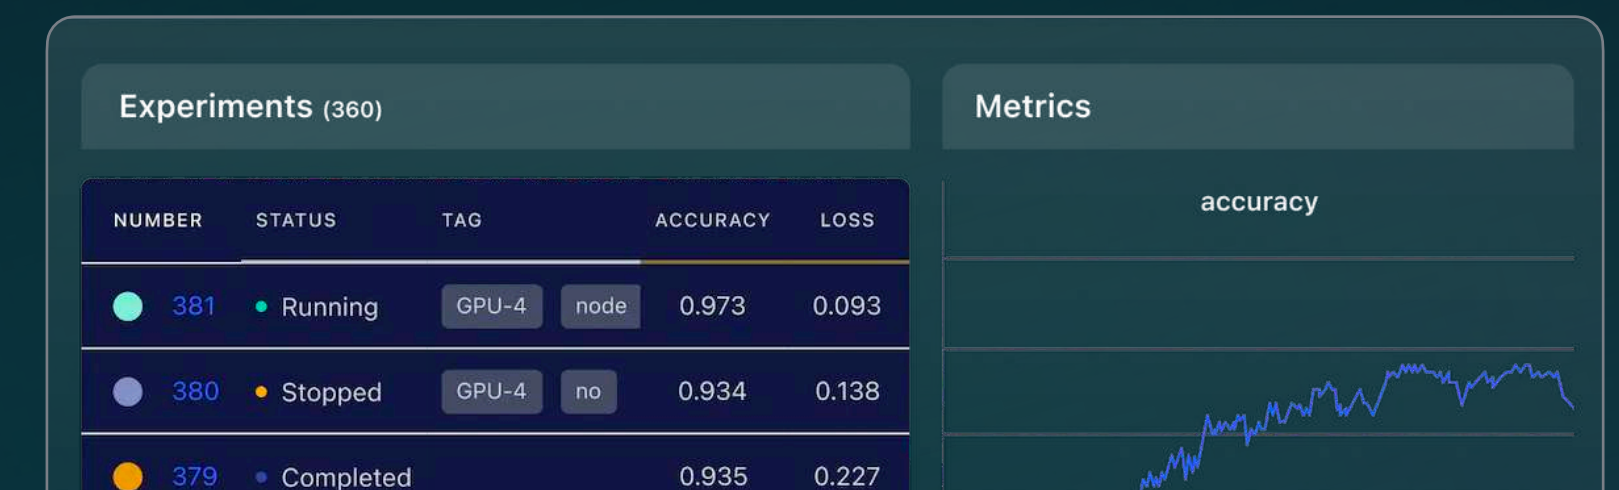 Experiments (360)
Metrics
NUMBER STATUS TAG ACCURACY LOSS
381 Running GPU-4 node 0.973 0.093
380 Stopped GPU-4 no 0.934 0.138
379 Completed 0.935 0.227
accuracy